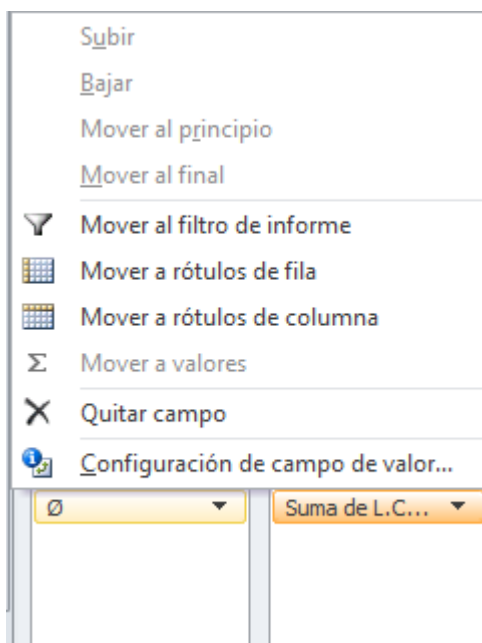 Subir
Bajar
Mover al principio
Mover al final
Mover al filtro de informe
Mover a rótulos de fila
Mover a rótulos de columna
Σ Mover a valores
Quitar campo
Configuración de campo de valor...
Ø Suma de L.C...